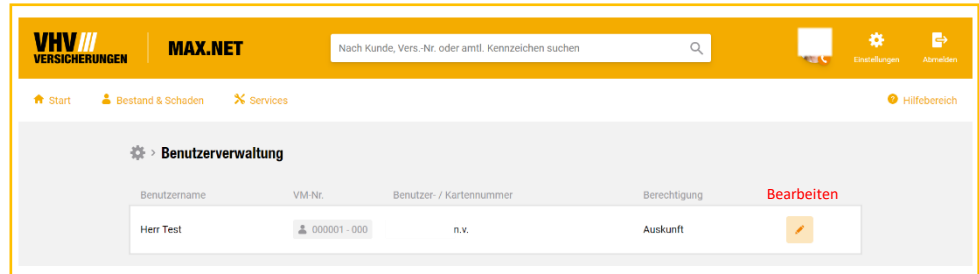 VHV ///
VERSICHERUNGEN
MAX.NET
Nach Kunde, Vers.-Nr. oder amtl. Kennzeichen suchen
Einstellungen
Abmelden
Start
Bestand & Schaden
Services
Hilfebereich
> Benutzerverwaltung
Benutzername VM-Nr. Benutzer- / Kartennummer Berechtigung Bearbeiten
Herr Test 000001 - 000 n.v. Auskunft